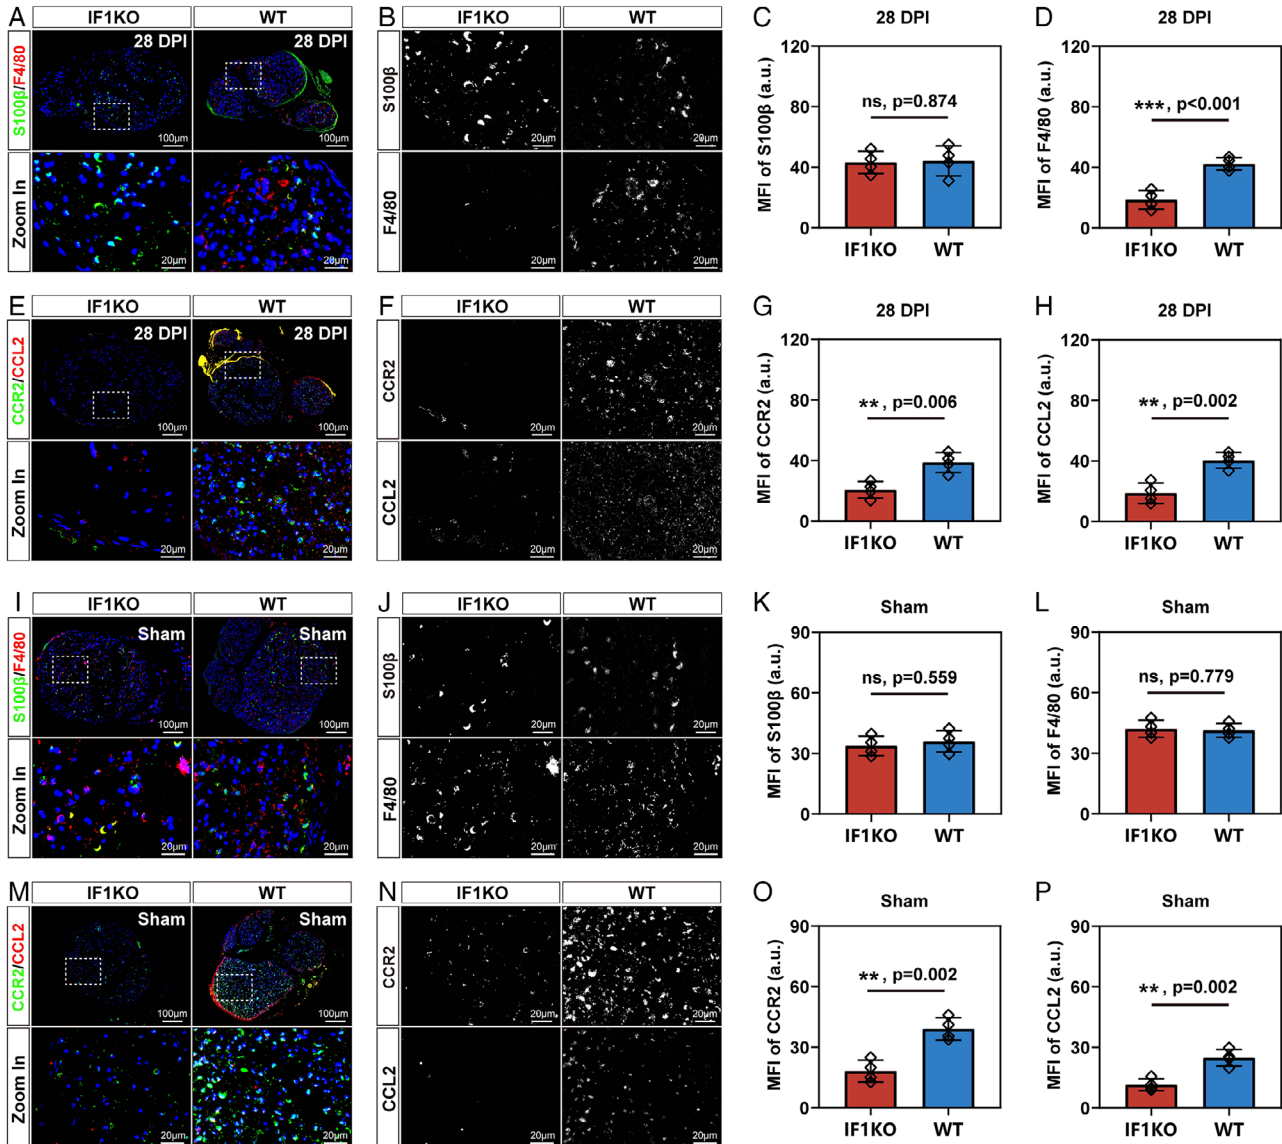 A
IF1KO
WT
S100β/F4/80
28 DPI
28 DPI
100μm
100μm
Zoom In
20μm
20μm
B
IF1KO
WT
S100β
20μm
20μm
F4/80
20μm
20μm
C
28 DPI
MFI of S100β (a.u.)
120
80
40
0
ns, p=0.874
IF1KO
WT
D
28 DPI
MFI of F4/80 (a.u.)
120
80
40
0
***, p<0.001
IF1KO
WT
E
IF1KO
WT
CCR2/CCL2
28 DPI
28 DPI
100μm
100μm
Zoom In
20μm
20μm
F
IF1KO
WT
CCR2
20μm
20μm
CCL2
20μm
20μm
G
28 DPI
MFI of CCR2 (a.u.)
120
80
40
0
**, p=0.006
IF1KO
WT
H
28 DPI
MFI of CCL2 (a.u.)
120
80
40
0
**, p=0.002
IF1KO
WT
I
IF1KO
WT
S100β/F4/80
Sham
Sham
100μm
100μm
Zoom In
20μm
20μm
J
IF1KO
WT
S100β
20μm
20μm
F4/80
20μm
20μm
K
Sham
MFI of S100β (a.u.)
90
60
30
0
ns, p=0.559
IF1KO
WT
L
Sham
MFI of F4/80 (a.u.)
90
60
30
0
ns, p=0.779
IF1KO
WT
M
IF1KO
WT
CCR2/CCL2
Sham
Sham
100μm
100μm
Zoom In
20μm
20μm
N
IF1KO
WT
CCR2
20μm
20μm
CCL2
20μm
20μm
O
Sham
MFI of CCR2 (a.u.)
90
60
30
0
**, p=0.002
IF1KO
WT
P
Sham
MFI of CCL2 (a.u.)
90
60
30
0
**, p=0.002
IF1KO
WT